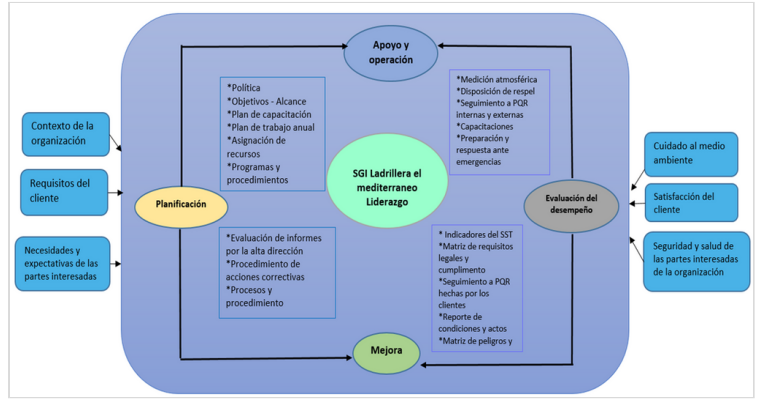 Apoyo y
operación
*Política
*Objetivos - Alcance
*Plan de capacitación
*Plan de trabajo anual
*Asignación de
recursos
*Programas y
procedimientos
*Medición atmosférica
*Disposición de respel
*Seguimiento a PQR
internas y externas
*Capacitaciones
*Preparación y
respuesta ante
emergencias
Contexto de la
organización
Requisitos del
cliente
Necesidades y
expectativas de las
partes interesadas
Planificación
SGI Ladrillera el
mediterraneo
Liderazgo
Evaluación del
desempeño
Cuidado al medio
ambiente
Satisfacción del
cliente
Seguridad y salud de
las partes interesadas
de la organización
*Evaluación de informes
por la alta dirección
*Procedimiento de
acciones correctivas
*Procesos y
procedimiento
* Indicadores del SST
*Matriz de requisitos
legales y
cumplimento
*Seguimiento a PQR
hechas por los
clientes
*Reporte de
condiciones y actos
*Matriz de peligros y
Mejora